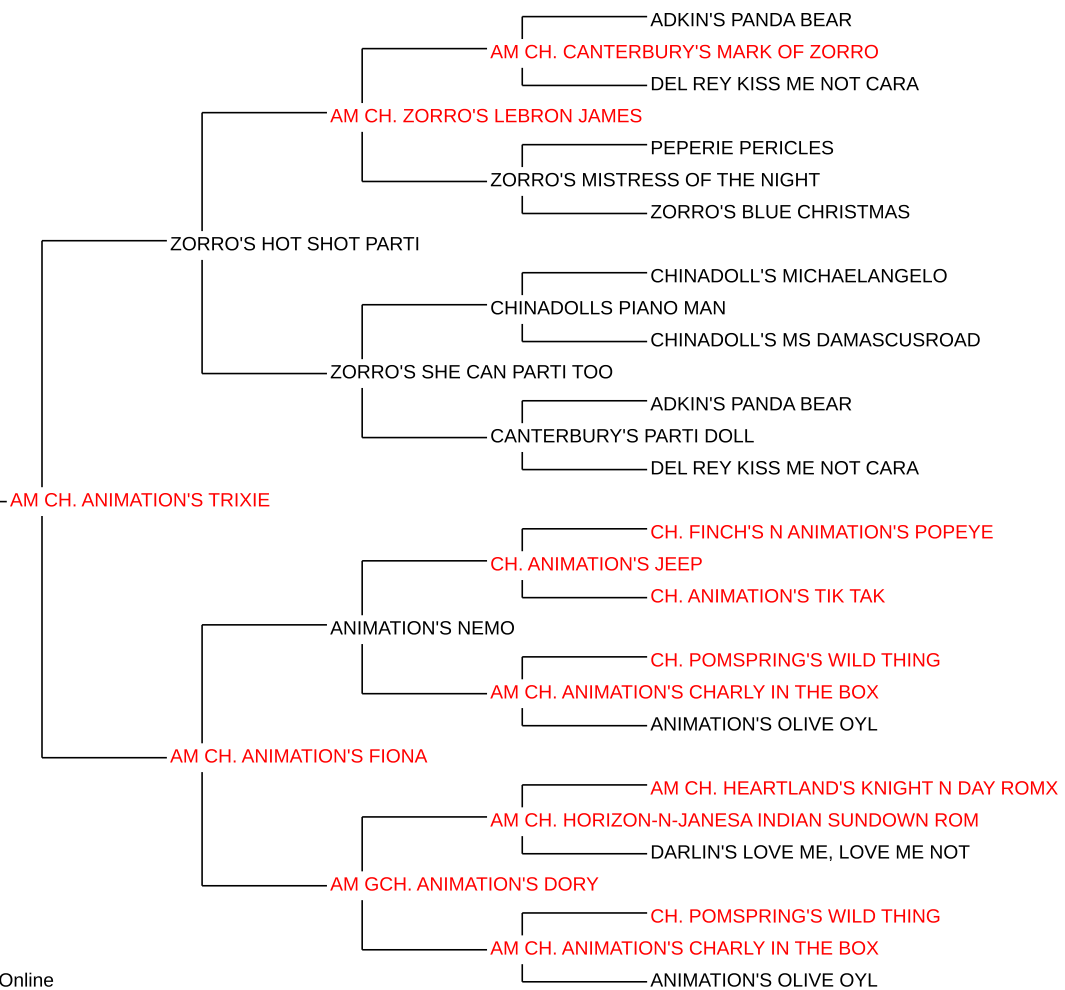 ADKIN'S PANDA BEAR
AM CH. CANTERBURY'S MARK OF ZORRO
DEL REY KISS ME NOT CARA
AM CH. ZORRO'S LEBRON JAMES
PEPERIE PERICLES
ZORRO'S MISTRESS OF THE NIGHT
ZORRO'S BLUE CHRISTMAS
ZORRO'S HOT SHOT PARTI
CHINADOLL'S MICHAELANGELO
CHINADOLLS PIANO MAN
CHINADOLL'S MS DAMASCUSROAD
ZORRO'S SHE CAN PARTI TOO
ADKIN'S PANDA BEAR
CANTERBURY'S PARTI DOLL
DEL REY KISS ME NOT CARA
AM CH. ANIMATION'S TRIXIE
CH. FINCH'S N ANIMATION'S POPEYE
CH. ANIMATION'S JEEP
CH. ANIMATION'S TIK TAK
ANIMATION'S NEMO
CH. POMSPRING'S WILD THING
AM CH. ANIMATION'S CHARLY IN THE BOX
ANIMATION'S OLIVE OYL
AM CH. ANIMATION'S FIONA
AM CH. HEARTLAND'S KNIGHT N DAY ROMX
AM CH. HORIZON-N-JANESA INDIAN SUNDOWN ROM
DARLIN'S LOVE ME, LOVE ME NOT
AM GCH. ANIMATION'S DORY
CH. POMSPRING'S WILD THING
AM CH. ANIMATION'S CHARLY IN THE BOX
ANIMATION'S OLIVE OYL
Online